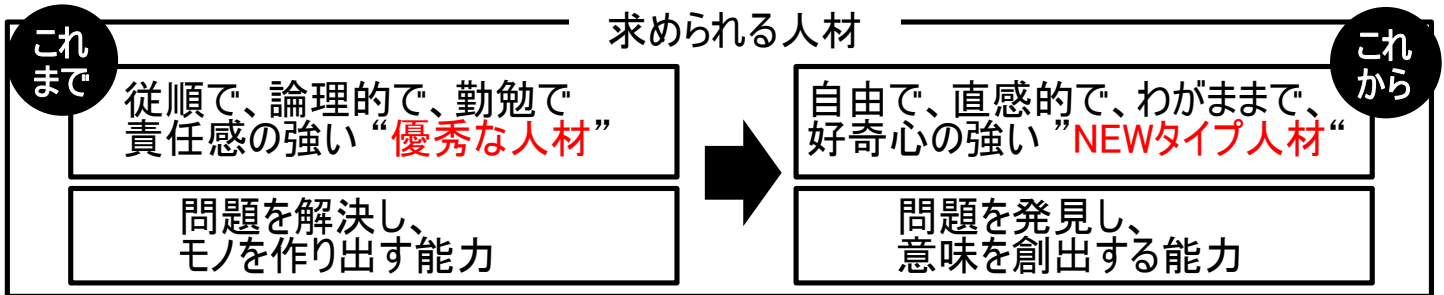 求められる人材
これ
まで
従順で、論理的で、勤勉で
責任感の強い “優秀な人材”
問題を解決し、
モノを作り出す能力
これ
から
自由で、直感的で、わがままで、
好奇心の強い ”NEWタイプ人材“
問題を発見し、
意味を創出する能力